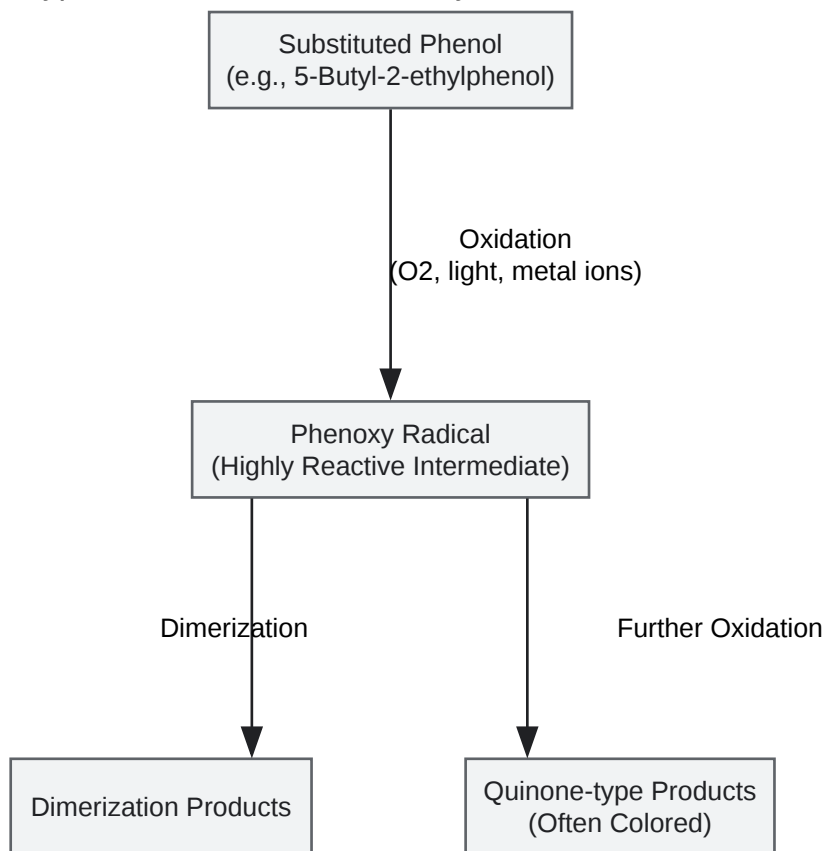 Substituted Phenol
(e.g., 5-Butyl-2-ethylphenol)
Oxidation
(O2, light, metal ions)
Phenoxy Radical
(Highly Reactive Intermediate)
Dimerization
Further Oxidation
Dimerization Products
Quinone-type Products
(Often Colored)